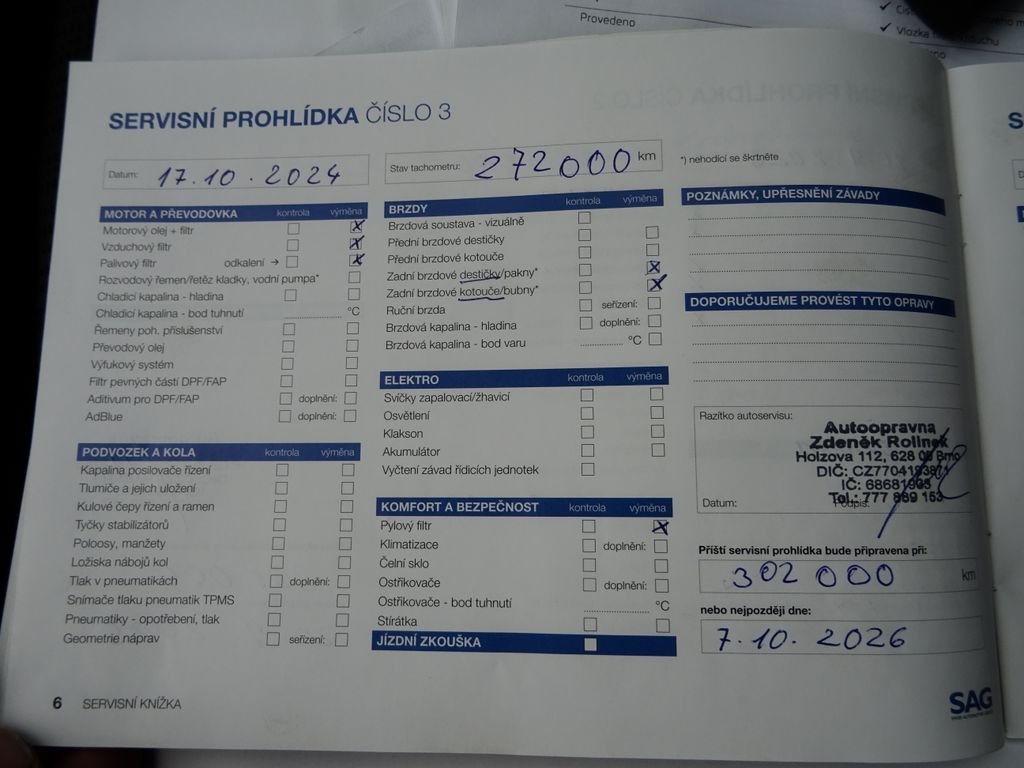 Provedeno
SERVISNÍ PROHLÍDKA ČÍSLO 3
Datum: 17.10.2024
Stav tachometru: 272000 km
*) nehodící se škrtněte
MOTOR A PŘEVODOVKA kontrola výměna
Motorový olej + filtr
Vzduchový filtr
Palivový filtr odkalení →
Rozvodový řemen/řetěz kladky, vodní pumpa*
Chladicí kapalina - hladina
Chladicí kapalina - bod tuhnutí °C
Řemeny poh. příslušenství
Převodový olej
Výfukový systém
Filtr pevných částí DPF/FAP
Aditivum pro DPF/FAP doplnění:
AdBlue doplnění:
PODVOZEK A KOLA kontrola výměna
Kapalina posilovače řízení
Tlumiče a jejich uložení
Kulové čepy řízení a ramen
Tyčky stabilizátorů
Poloosy, manžety
Ložiska nábojů kol
Tlak v pneumatikách doplnění:
Snímače tlaku pneumatik TPMS
Pneumatiky - opotřebení, tlak
Geometrie náprav seřízení:
BRZDY kontrola výměna
Brzdová soustava - vizuálně
Přední brzdové destičky
Přední brzdové kotouče
Zadní brzdové destičky/pakny*
Zadní brzdové kotouče/bubny*
Ruční brzda seřízení:
Brzdová kapalina - hladina doplnění:
Brzdová kapalina - bod varu °C
ELEKTRO kontrola výměna
Svíčky zapalovací/žhavicí
Osvětlení
Klakson
Akumulátor
Vyčtení závad řídicích jednotek
KOMFORT A BEZPEČNOST kontrola výměna
Pylový filtr
Klimatizace doplnění:
Čelní sklo
Ostřikovače doplnění:
Ostřikovače - bod tuhnutí °C
Stírátka
JÍZDNÍ ZKOUŠKA
POZNÁMKY, UPŘESNĚNÍ ZÁVADY
DOPORUČUJEME PROVÉST TYTO OPRAVY
Razítko autoservisu:
Autoopravna
Zdeněk Rolinek
Holzova 112, 628 00 Brno
DIČ: CZ7704193871
IČ: 68681933
Tel.: 777 889 153
Datum: Podpis:
Příští servisní prohlídka bude připravena při:
302 000 km
nebo nejpozději dne:
7.10.2026
6 SERVISNÍ KNÍŽKA
SAG